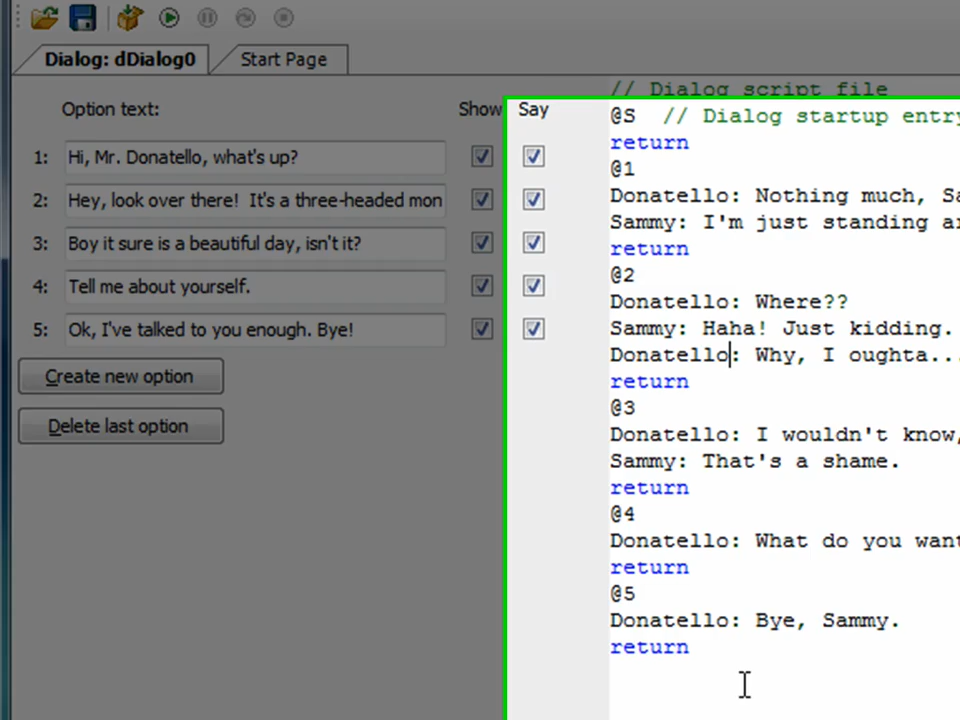 Dialog: dDialog0
Start Page
Option text:
Show
Say
1: Hi, Mr. Donatello, what's up?
2: Hey, look over there! It's a three-headed mon
3: Boy it sure is a beautiful day, isn't it?
4: Tell me about yourself.
5: Ok, I've talked to you enough. Bye!
Create new option
Delete last option
// Dialog script file
@S // Dialog startup entry
return
@1
Donatello: Nothing much, Sa
Sammy: I'm just standing ar
return
@2
Donatello: Where??
Sammy: Haha! Just kidding.
Donatello: Why, I oughta...
return
@3
Donatello: I wouldn't know,
Sammy: That's a shame.
return
@4
Donatello: What do you want
return
@5
Donatello: Bye, Sammy.
return